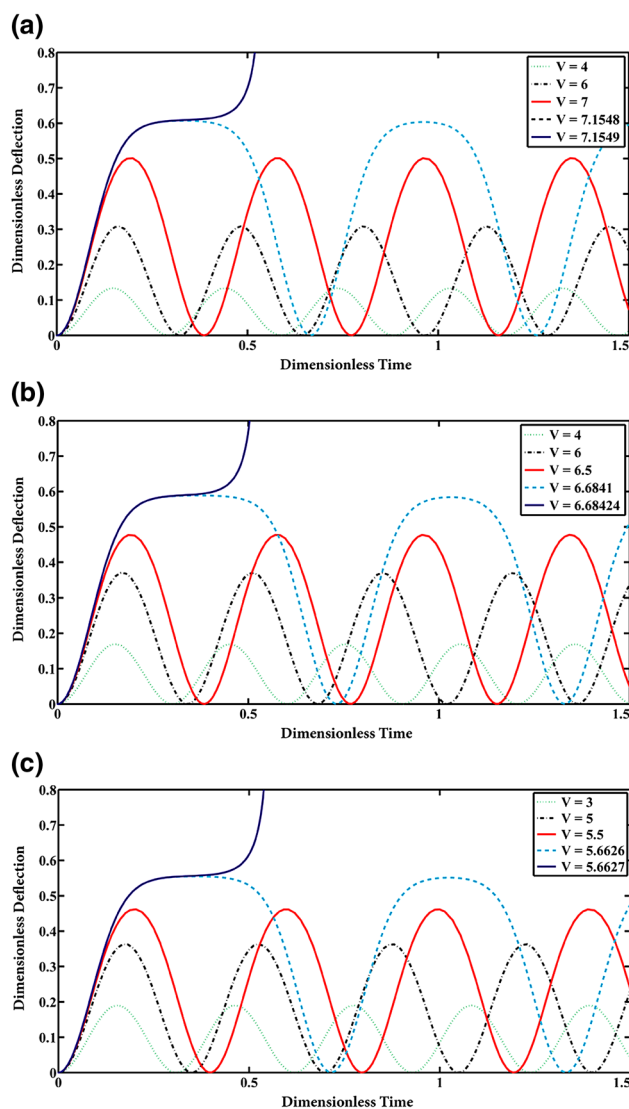 (a)
0.8
0.7
0.6
0.5
0.4
0.3
0.2
0.1
0
Dimensionless Deflection
V = 4
V = 6
V = 7
V = 7.1548
V = 7.1549
0
0.5
1
1.5
Dimensionless Time
(b)
0.8
0.7
0.6
0.5
0.4
0.3
0.2
0.1
0
Dimensionless Deflection
V = 4
V = 6
V = 6.5
V = 6.6841
V = 6.68424
0
0.5
1
1.5
Dimensionless Time
(c)
0.8
0.7
0.6
0.5
0.4
0.3
0.2
0.1
0
Dimensionless Deflection
V = 3
V = 5
V = 5.5
V = 5.6626
V = 5.6627
0
0.5
1
1.5
Dimensionless Time